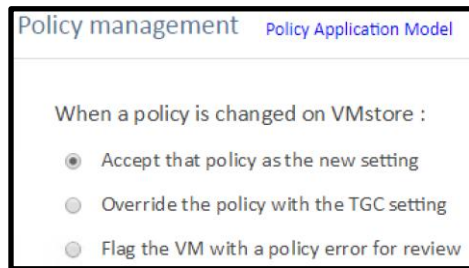 Policy management Policy Application Model
When a policy is changed on VMstore :
Accept that policy as the new setting
Override the policy with the TGC setting
Flag the VM with a policy error for review